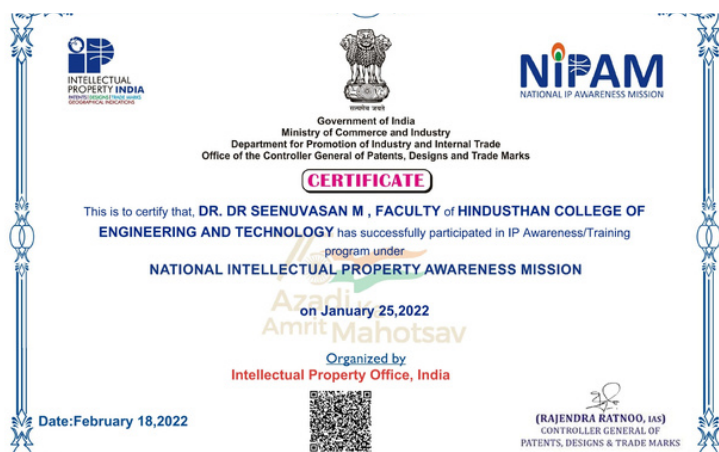 INTELLECTUAL
PROPERTY INDIA
PATENTS | DESIGNS | TRADE MARKS
GEOGRAPHICAL INDICATIONS
सत्यमेव जयते
NIPAM
NATIONAL IP AWARENESS MISSION
Government of India
Ministry of Commerce and Industry
Department for Promotion of Industry and Internal Trade
Office of the Controller General of Patents, Designs and Trade Marks
CERTIFICATE
This is to certify that, DR. DR SEENUVASAN M , FACULTY of HINDUSTHAN COLLEGE OF
ENGINEERING AND TECHNOLOGY has successfully participated in IP Awareness/Training
program under
NATIONAL INTELLECTUAL PROPERTY AWARENESS MISSION
Azadi Ka
on January 25,2022
Amrit Mahotsav
Organized by
Intellectual Property Office, India
Date:February 18,2022
(RAJENDRA RATNOO, IAS)
CONTROLLER GENERAL OF
PATENTS, DESIGNS & TRADE MARKS